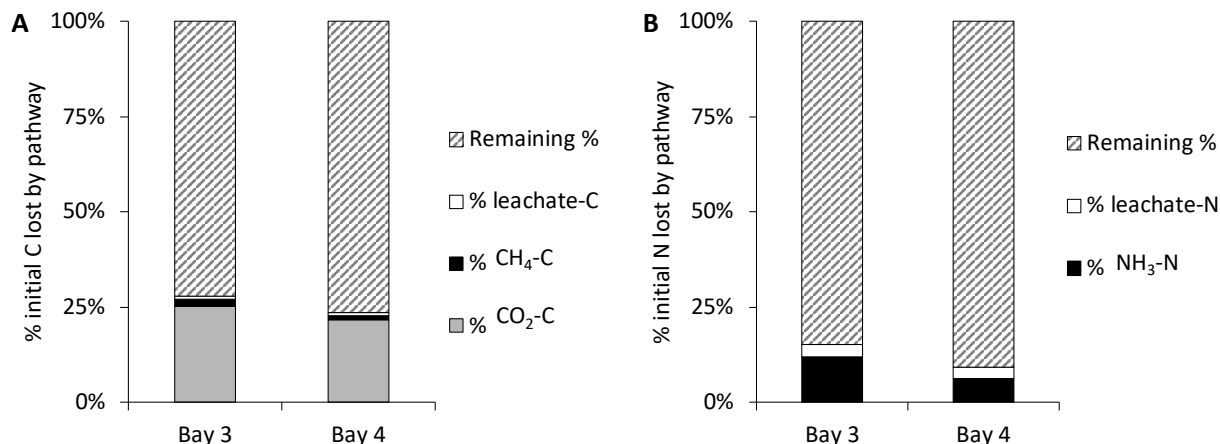 A
% initial C lost by pathway
100%
75%
50%
25%
0%
Bay 3
Bay 4
Remaining %
% leachate-C
% CH₄-C
% CO₂-C
B
% initial N lost by pathway
100%
75%
50%
25%
0%
Bay 3
Bay 4
Remaining %
% leachate-N
% NH₃-N